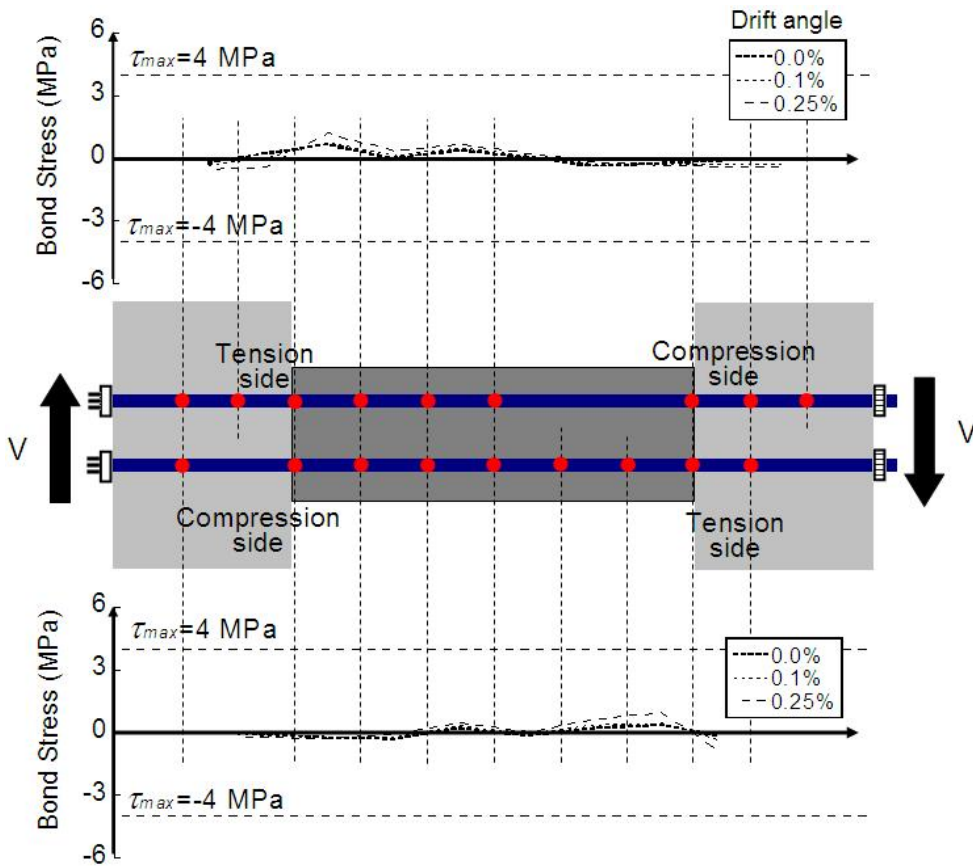 Drift angle
0.0%
0.1%
0.25%
Bond Stress (MPa)
6
3
0
-3
-6
τmax=4 MPa
τmax=-4 MPa
Tension
side
Compression
side
V
V
Compression
side
Tension
side
Bond Stress (MPa)
6
3
0
-3
-6
τmax=4 MPa
τmax=-4 MPa
0.0%
0.1%
0.25%